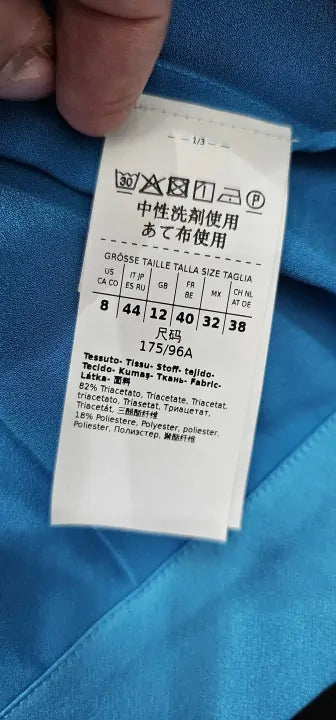 1/3
30 P
中性洗剤使用
あて布使用
GRÖSSE TAILLE TALLA SIZE TAGLIA
US CA CO IT JP ES RU GB FR BE MX CH NL AT DE
8 44 12 40 32 38
尺码
175/96A
Tessuto- Tissu- Stoff- tejido-
Tecido- Kumaş- Ткань- Fabric-
Látka- 面料
82% Triacetato, Triacetate, Triacetat,
triacetato, Triasetat, Триацетат,
Triacetát, 三醋酯纤维
18% Poliestere, Polyester, poliester,
Poliester, Полиэстер, 聚酯纤维